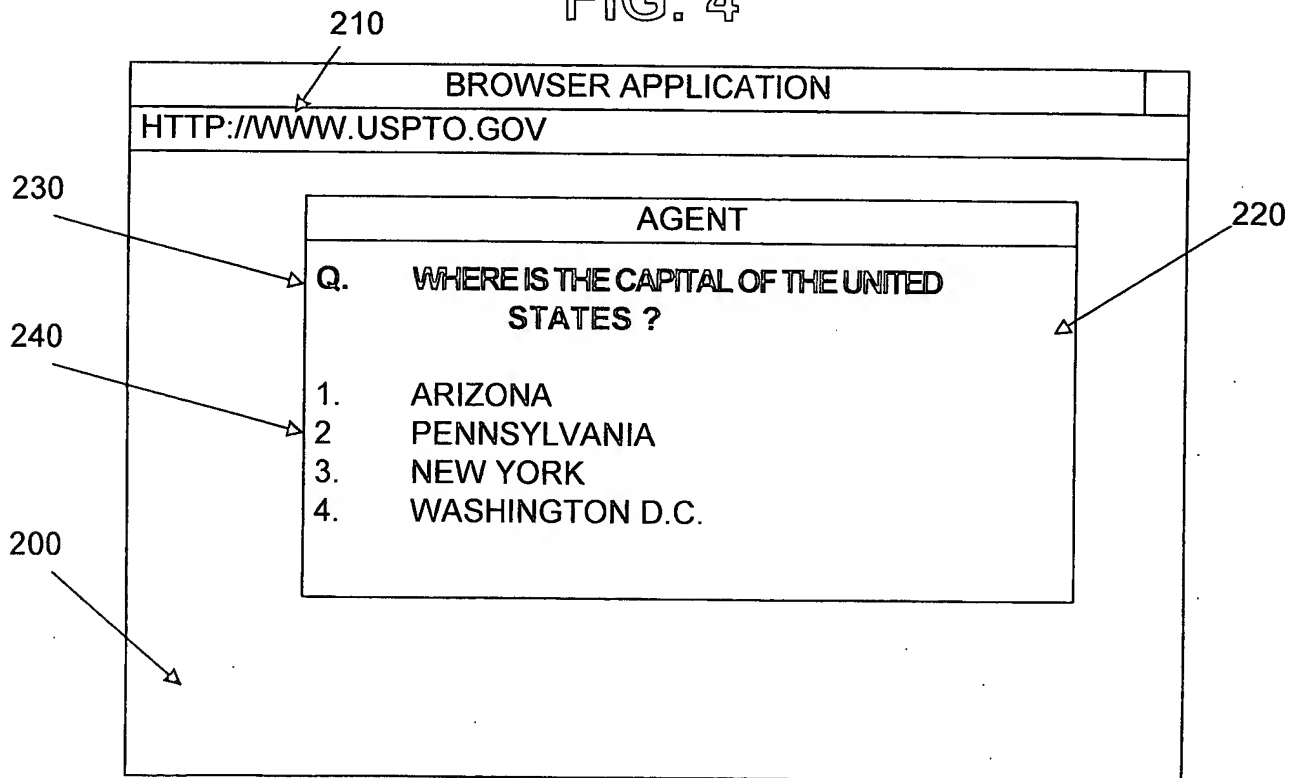 FIG. 4
210
BROWSER APPLICATION
HTTP://WWW.USPTO.GOV
230
AGENT
220
Q. WHERE IS THE CAPITAL OF THE UNITED
STATES ?
240
1. ARIZONA
2 PENNSYLVANIA
3. NEW YORK
4. WASHINGTON D.C.
200